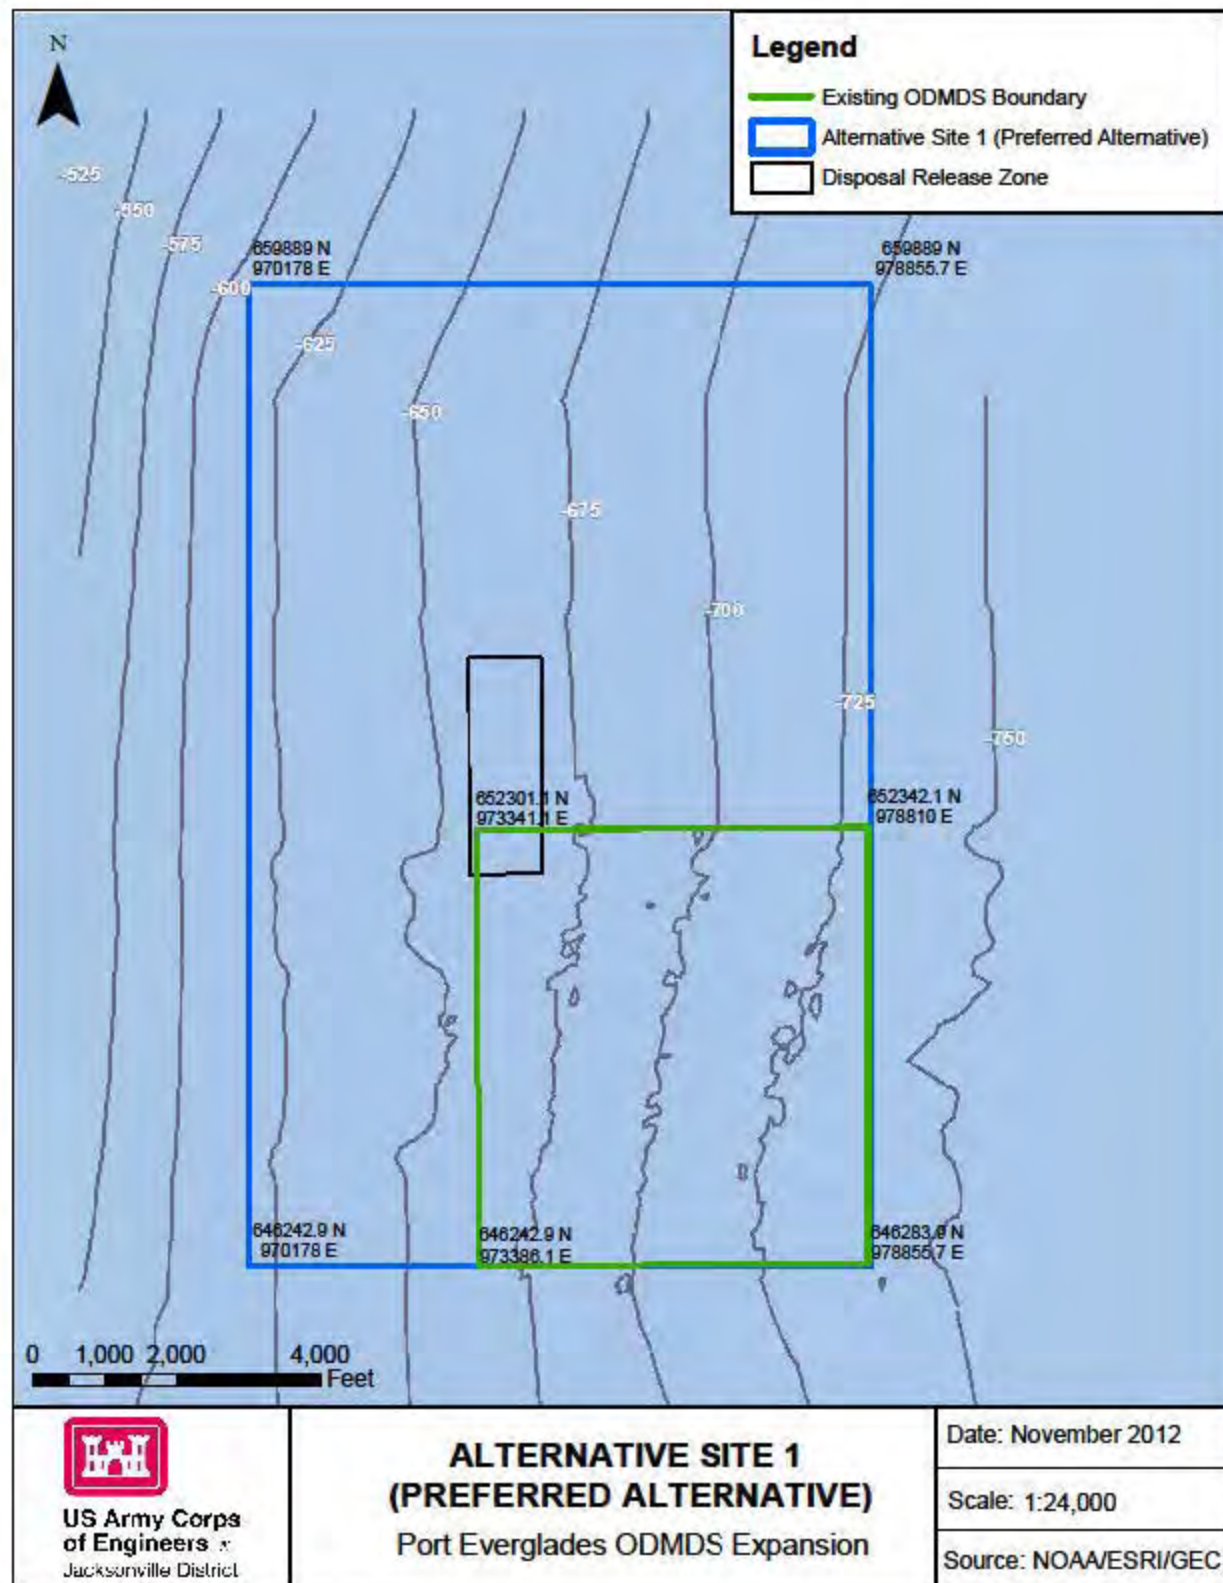 N
Legend
Existing ODMDS Boundary
Alternative Site 1 (Preferred Alternative)
Disposal Release Zone
-525
-550
-575
-600
659889 N
970178 E
659889 N
978855.7 E
-625
-650
-675
-700
-725
-750
652301.1 N
973341.1 E
652342.1 N
978810 E
646242.9 N
970178 E
646242.9 N
973386.1 E
646283.9 N
978855.7 E
0 1,000 2,000 4,000
Feet
US Army Corps
of Engineers
Jacksonville District
ALTERNATIVE SITE 1
(PREFERRED ALTERNATIVE)
Port Everglades ODMDS Expansion
Date: November 2012
Scale: 1:24,000
Source: NOAA/ESRI/GEC